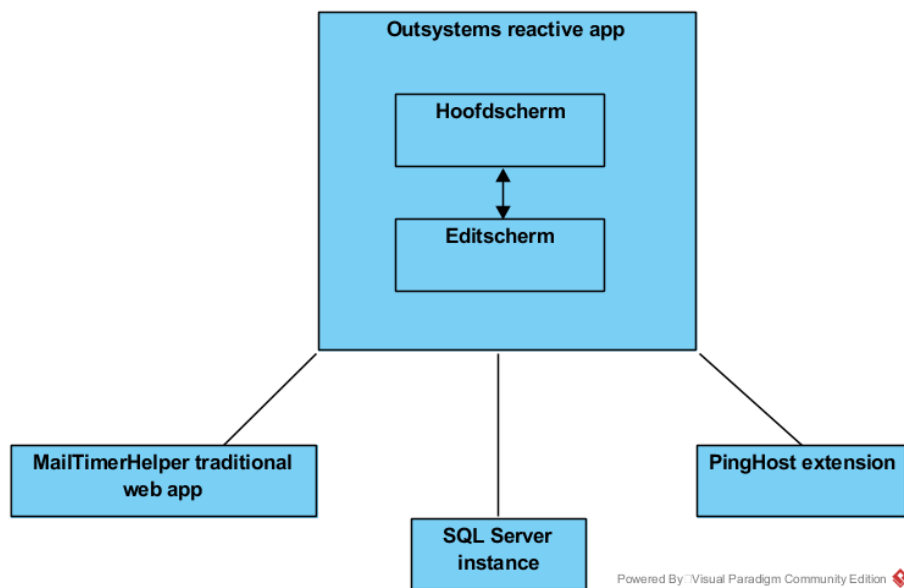 Outsystems reactive app
Hoofdscherm
Editscherm
MailTimerHelper traditional
web app
SQL Server
instance
PingHost extension
Powered By Visual Paradigm Community Edition